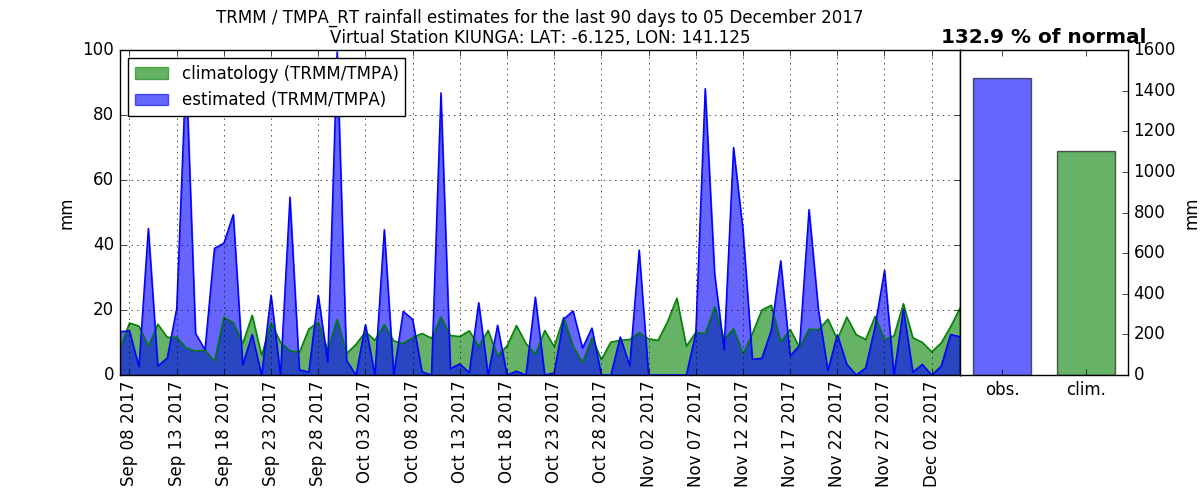 TRMM / TMPA_RT rainfall estimates for the last 90 days to 05 December 2017
Virtual Station KIUNGA: LAT: -6.125, LON: 141.125
132.9 % of normal
climatology (TRMM/TMPA)
estimated (TRMM/TMPA)
100
80
60
40
20
0
mm
1600
1400
1200
1000
800
600
400
200
0
mm
obs.
clim.
Sep 08 2017
Sep 13 2017
Sep 18 2017
Sep 23 2017
Sep 28 2017
Oct 03 2017
Oct 08 2017
Oct 13 2017
Oct 18 2017
Oct 23 2017
Oct 28 2017
Nov 02 2017
Nov 07 2017
Nov 12 2017
Nov 17 2017
Nov 22 2017
Nov 27 2017
Dec 02 2017